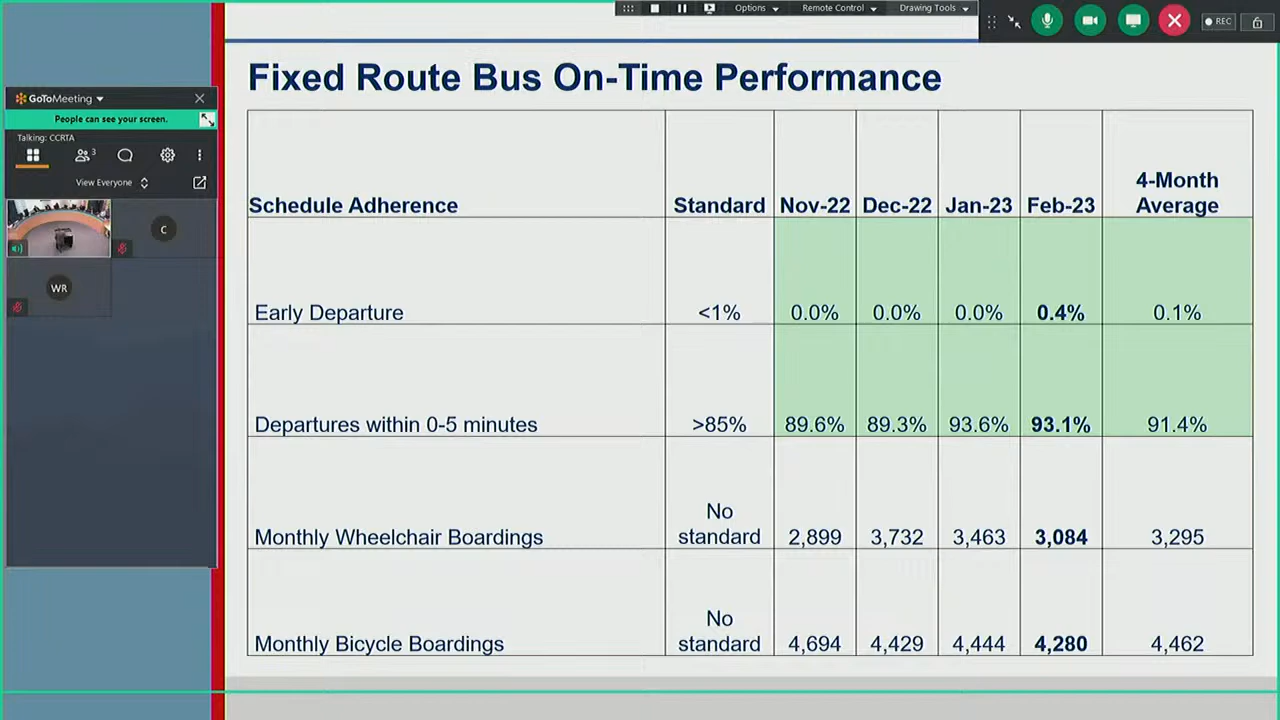 Options
Remote Control
Drawing Tools
REC
Fixed Route Bus On-Time Performance
GoToMeeting
People can see your screen.
Talking: CCRTA
3
View Everyone
C
WR
Schedule Adherence Standard Nov-22 Dec-22 Jan-23 Feb-23 4-Month Average
Early Departure <1% 0.0% 0.0% 0.0% 0.4% 0.1%
Departures within 0-5 minutes >85% 89.6% 89.3% 93.6% 93.1% 91.4%
Monthly Wheelchair Boardings No standard 2,899 3,732 3,463 3,084 3,295
Monthly Bicycle Boardings No standard 4,694 4,429 4,444 4,280 4,462